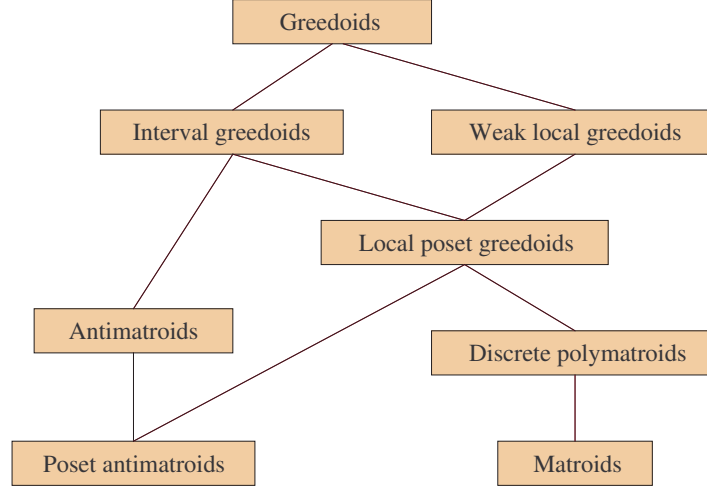 Greedoids
Interval greedoids
Weak local greedoids
Local poset greedoids
Antimatroids
Discrete polymatroids
Poset antimatroids
Matroids